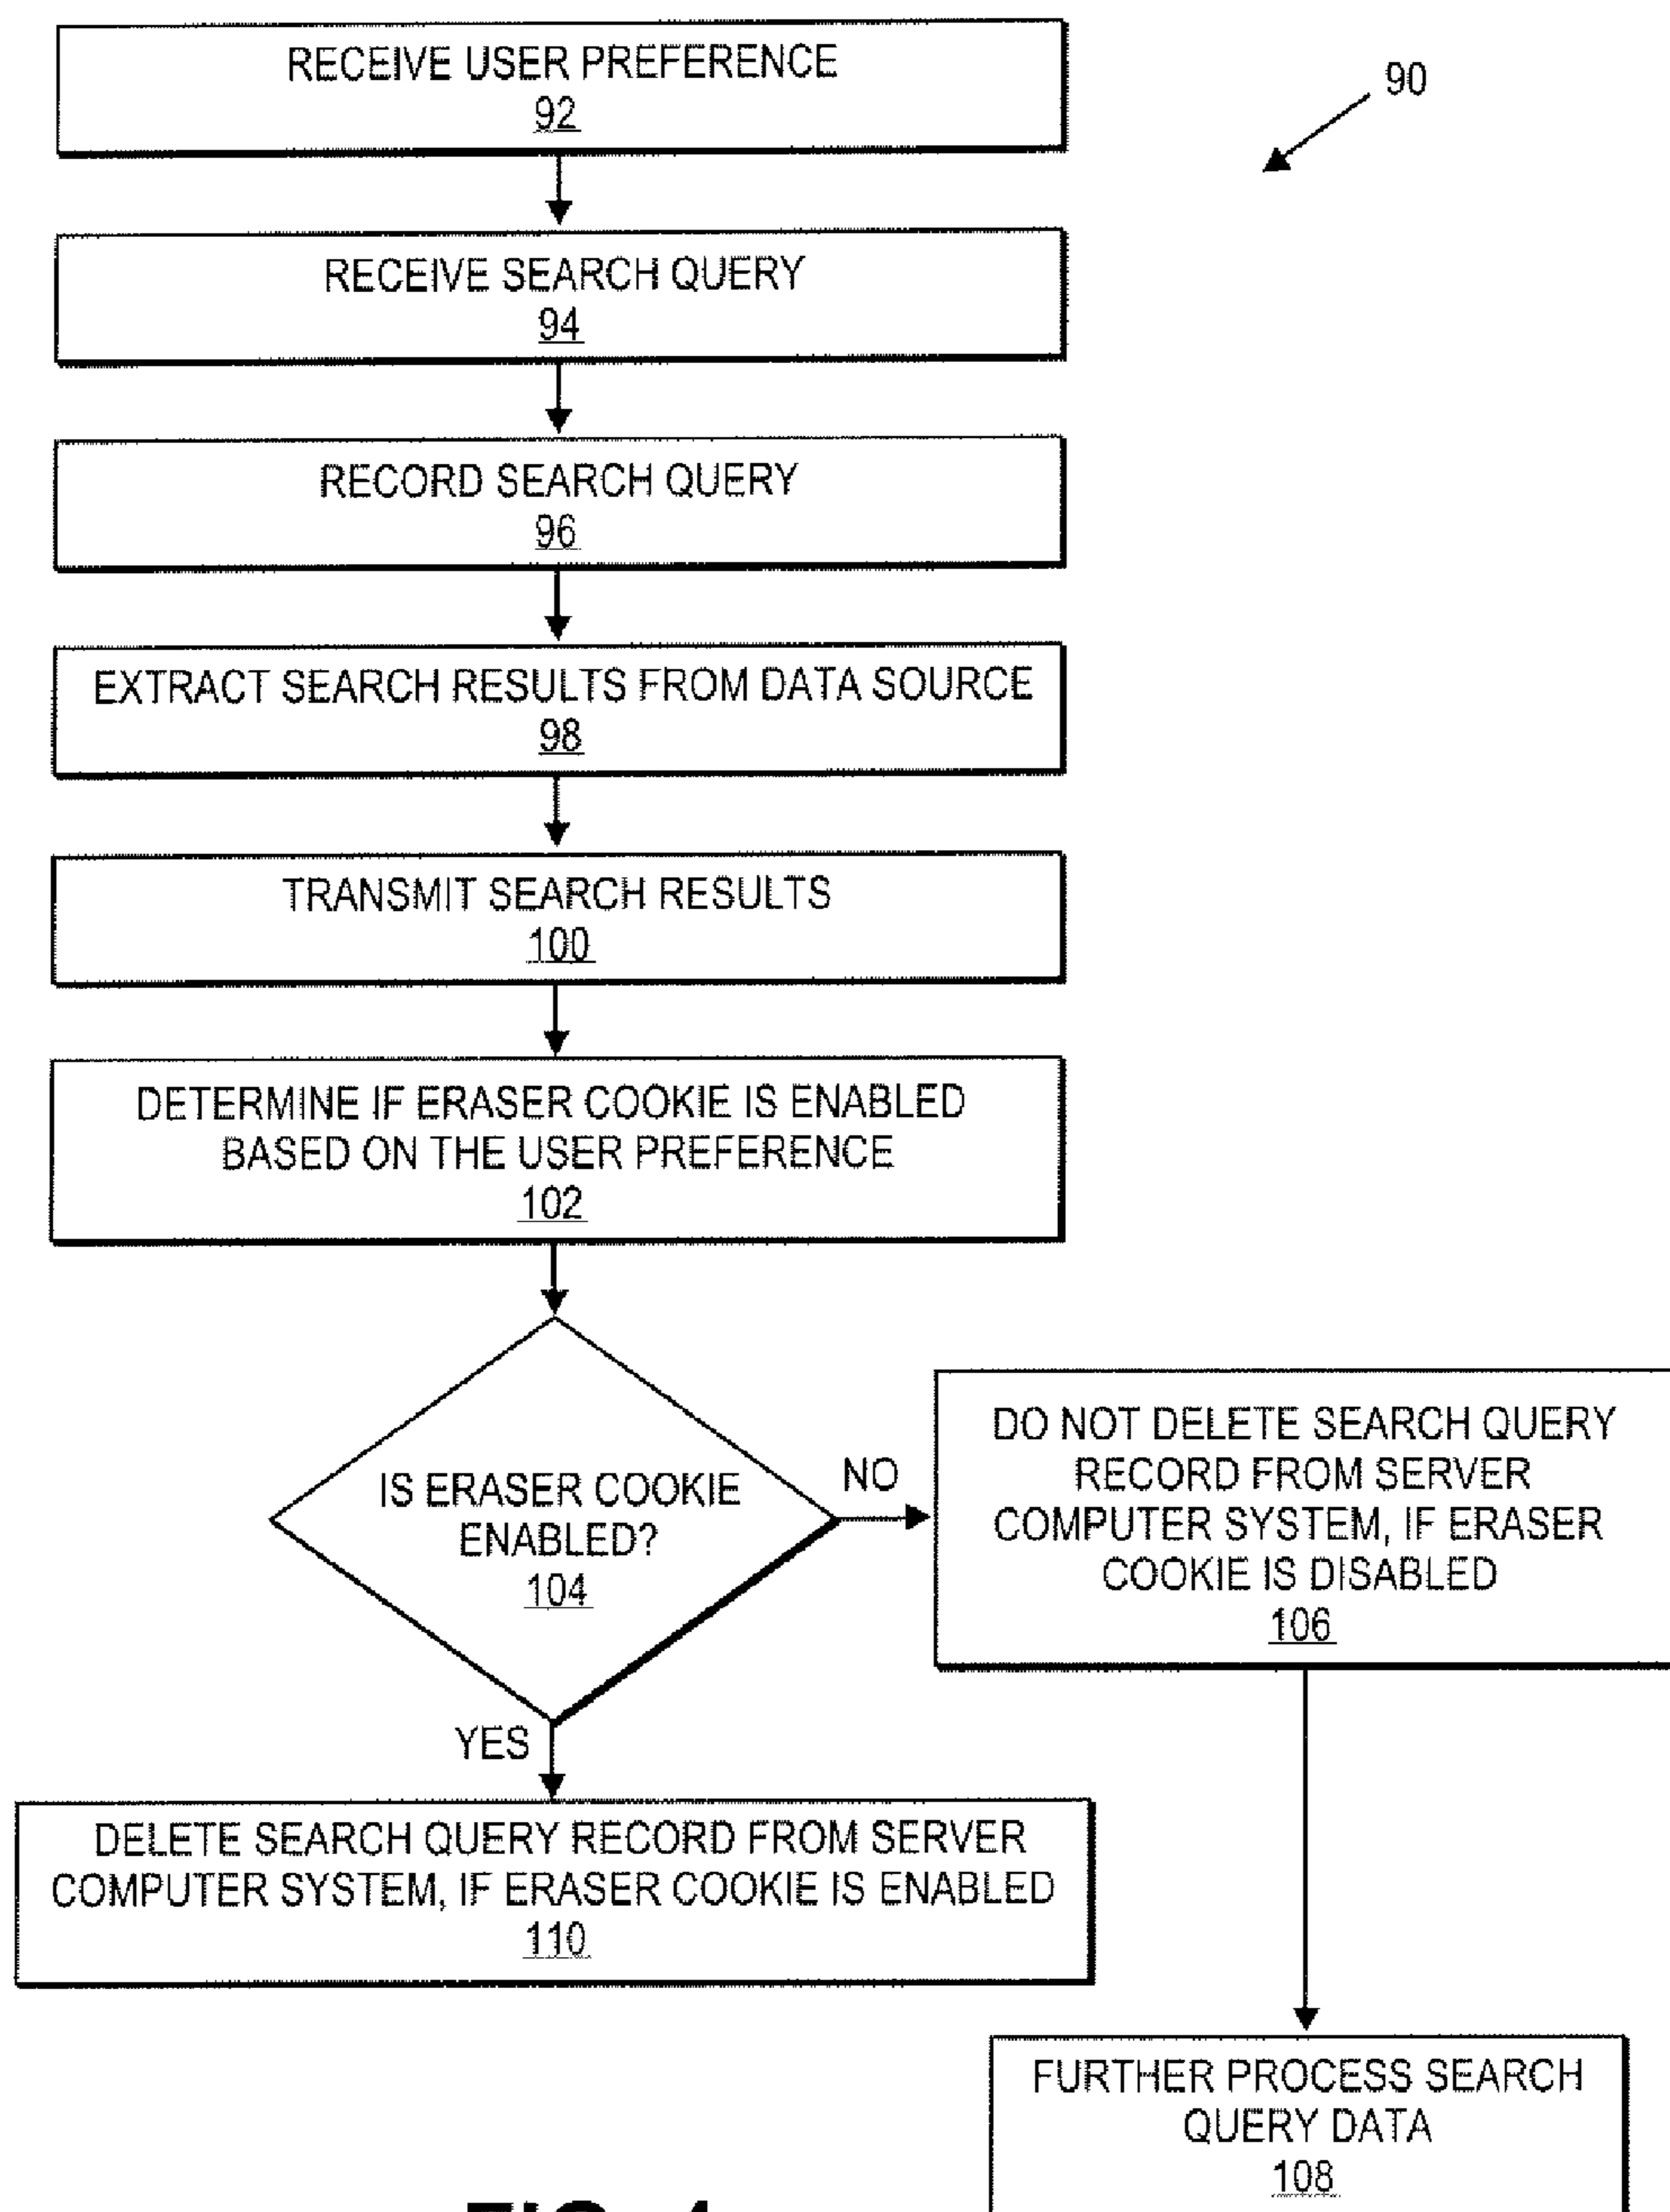 RECEIVE USER PREFERENCE
92
90
RECEIVE SEARCH QUERY
94
RECORD SEARCH QUERY
96
EXTRACT SEARCH RESULTS FROM DATA SOURCE
98
TRANSMIT SEARCH RESULTS
100
DETERMINE IF ERASER COOKIE IS ENABLED
BASED ON THE USER PREFERENCE
102
IS ERASER COOKIE
ENABLED?
104
NO
DO NOT DELETE SEARCH QUERY
RECORD FROM SERVER
COMPUTER SYSTEM, IF ERASER
COOKIE IS DISABLED
106
YES
DELETE SEARCH QUERY RECORD FROM SERVER
COMPUTER SYSTEM, IF ERASER COOKIE IS ENABLED
110
FURTHER PROCESS SEARCH
QUERY DATA
108